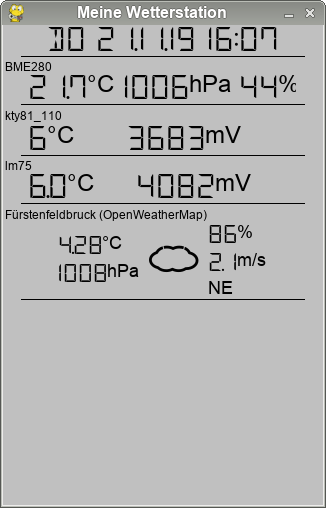 Meine Wetterstation
DO 21.11.19 16:07
BME280
21.7°C 1006hPa 44%
kty81_110
6°C 3683mV
lm75
6.0°C 4082mV
Fürstenfeldbruck (OpenWeatherMap)
4.28°C 86%
1008hPa 2.1m/s
NE